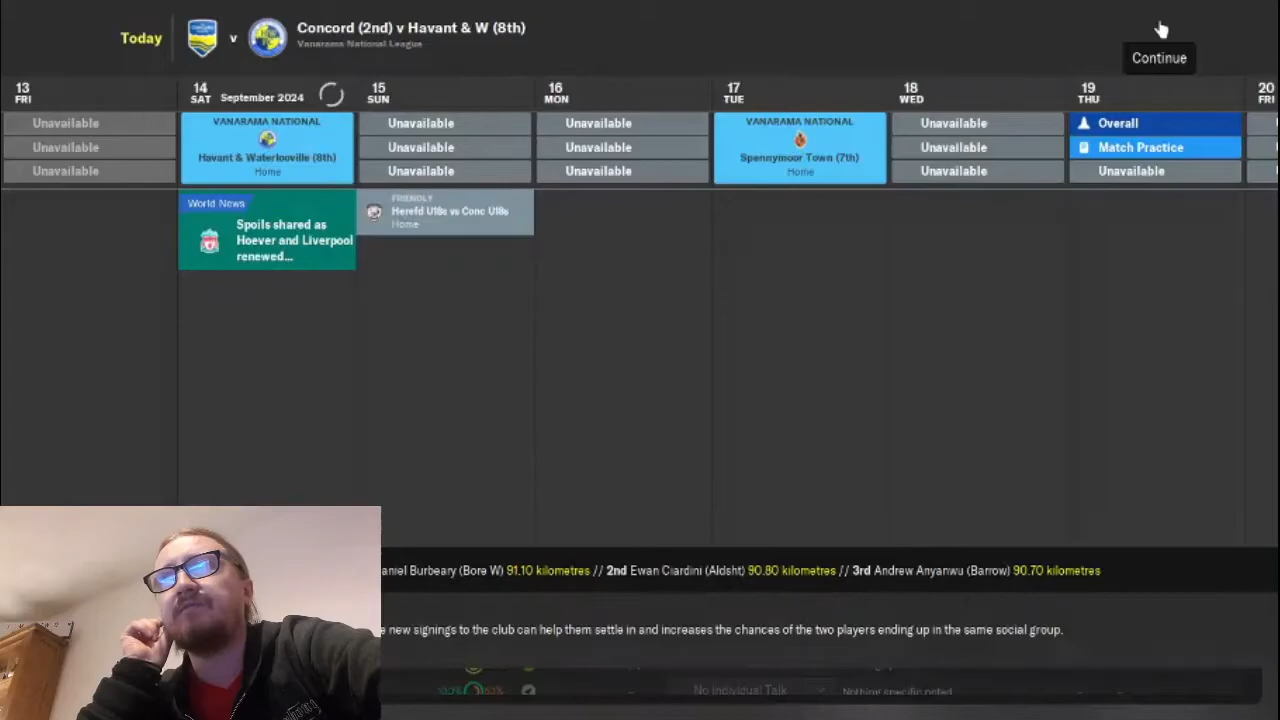 Today
v
Concord (2nd) v Havant & W (8th)
Vanarama National League
Continue
13
FRI
14
SAT
September 2024
15
SUN
16
MON
17
TUE
18
WED
19
THU
20
FRI
Unavailable
Unavailable
Unavailable
VANARAMA NATIONAL
Havant & Waterlooville (8th)
Home
Unavailable
Unavailable
Unavailable
Unavailable
Unavailable
Unavailable
VANARAMA NATIONAL
Spennymoor Town (7th)
Home
Unavailable
Unavailable
Unavailable
Overall
Match Practice
Unavailable
World News
Spoils shared as
Hoever and Liverpool
renewed...
FRIENDLY
Herefd U18s vs Conc U18s
Home
aniel Burbeary (Bore W) 91.10 kilometres // 2nd Ewan Ciardini (Aldsht) 90.80 kilometres // 3rd Andrew Anyanwu (Barrow) 90.70 kilometres
e new signings to the club can help them settle in and increases the chances of the two players ending up in the same social group.
No Individual Talk
Nothing specific noted